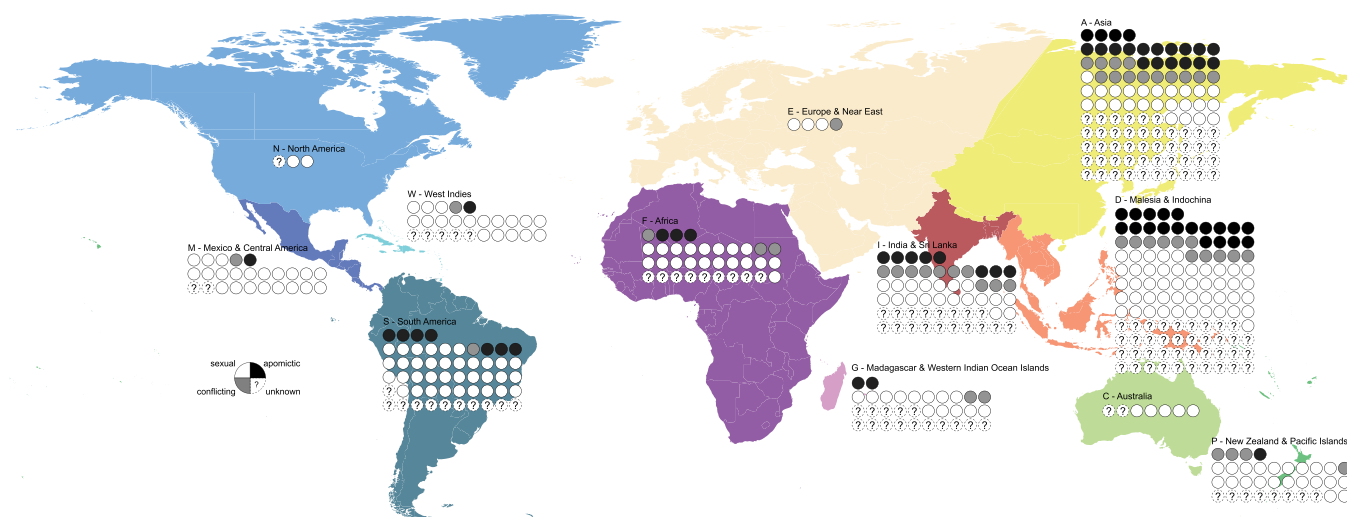 A - Asia
? ? ? ? ? ?
? ? ? ? ? ? ? ? ? ?
? ? ? ? ? ? ? ? ? ?
? ? ? ? ? ? ? ? ? ?
? ? ? ? ? ? ? ? ? ?
E - Europe & Near East
N - North America
?
W - West Indies
? ? ? ? ?
D - Malesia & Indochina
? ? ? ? ? ? ? ? ?
? ? ? ? ? ? ? ? ? ?
? ? ? ? ? ? ? ? ? ?
? ? ? ? ? ? ? ? ? ?
F - Africa
? ? ? ? ? ? ? ? ?
M - Mexico & Central America
? ?
I - India & Sri Lanka
? ? ? ? ? ? ? ?
? ? ? ? ? ? ? ? ? ?
S - South America
?
? ? ? ? ? ? ? ? ? ?
sexual apomictic
?
conflicting unknown
G - Madagascar & Western Indian Ocean Islands
? ? ? ? ?
? ? ? ? ? ? ? ? ? ?
C - Australia
? ?
P - New Zealand & Pacific Islands
? ? ? ? ? ? ? ?